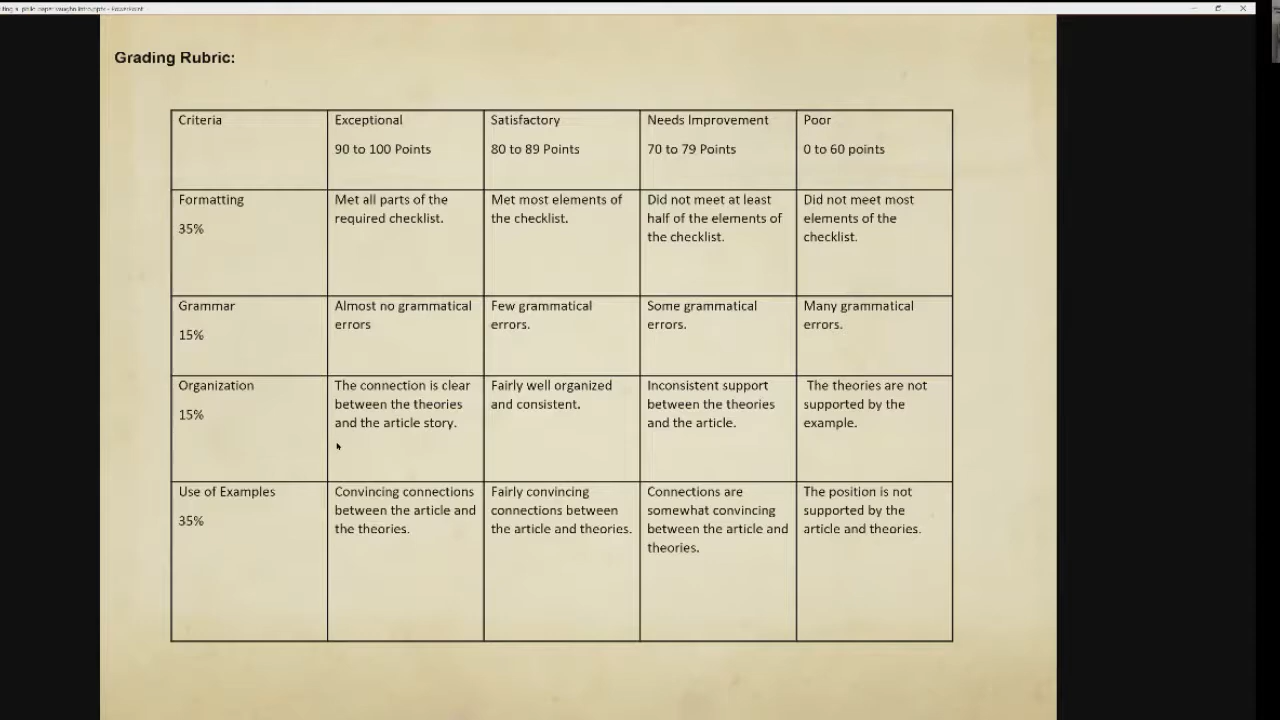 Grading Rubric:
Criteria
Exceptional
90 to 100 Points
Satisfactory
80 to 89 Points
Needs Improvement
70 to 79 Points
Poor
0 to 60 points
Formatting
35%
Met all parts of the
required checklist.
Met most elements of
the checklist.
Did not meet at least
half of the elements of
the checklist.
Did not meet most
elements of the
checklist.
Grammar
15%
Almost no grammatical
errors
Few grammatical
errors.
Some grammatical
errors.
Many grammatical
errors.
Organization
15%
The connection is clear
between the theories
and the article story.
Fairly well organized
and consistent.
Inconsistent support
between the theories
and the article.
The theories are not
supported by the
example.
Use of Examples
35%
Convincing connections
between the article and
the theories.
Fairly convincing
connections between
the article and theories.
Connections are
somewhat convincing
between the article and
theories.
The position is not
supported by the
article and theories.